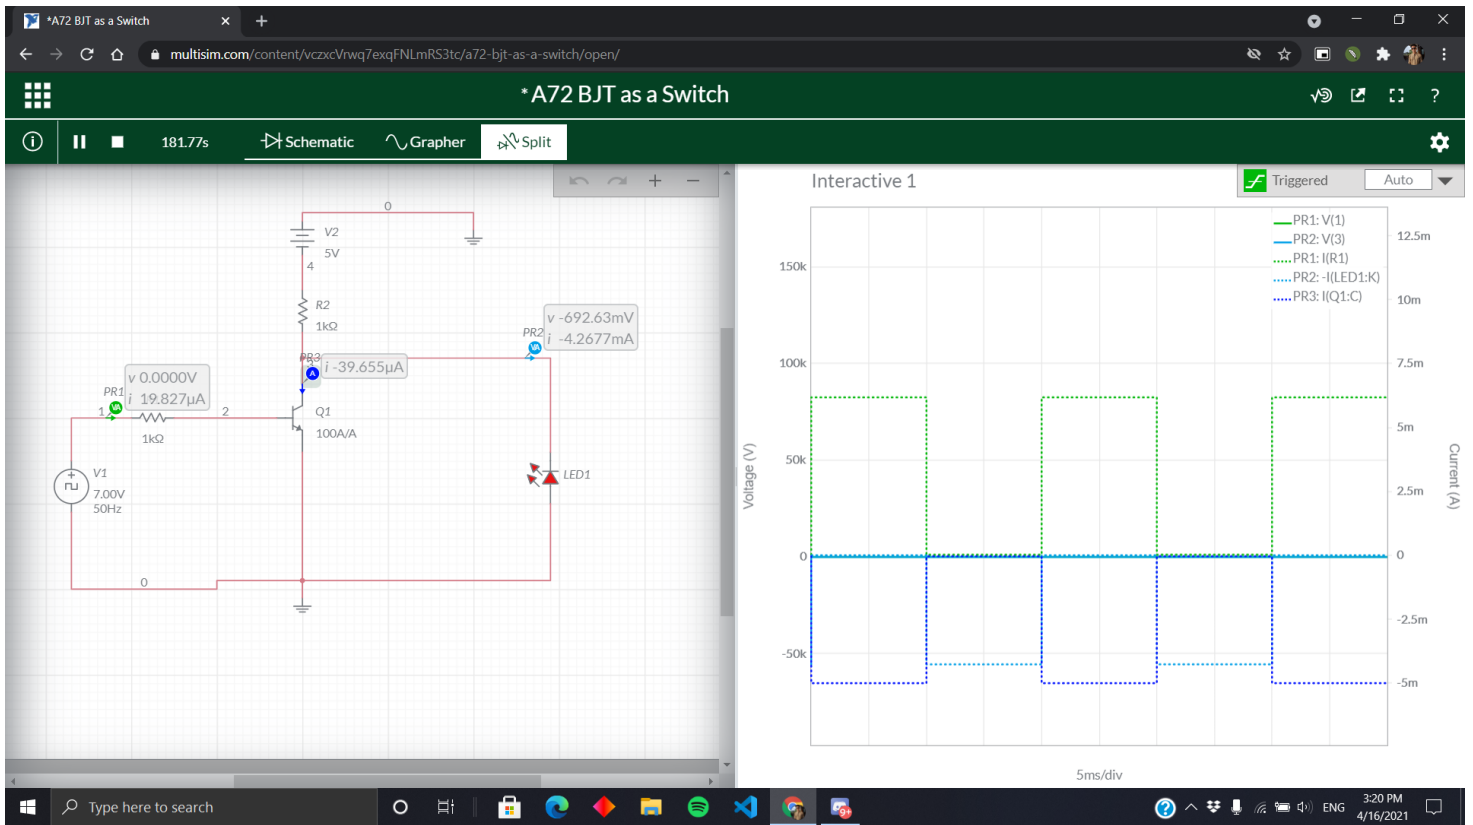 *A72 BJT as a Switch
multisim.com/content/vczxcVrwq7exqFNLmRS3tc/a72-bjt-as-a-switch/open/
* A72 BJT as a Switch
?
181.77s
Schematic
Grapher
Split
Interactive 1
Triggered
Auto
0
V2
5V
4
R2
1kΩ
PR3
A
i -39.655µA
PR2
VA
v -692.63mV
i -4.2677mA
PR1
VA
v 0.0000V
i 19.827µA
1
2
1kΩ
Q1
100A/A
V1
7.00V
50Hz
LED1
0
PR1: V(1)
PR2: V(3)
PR1: I(R1)
PR2: -I(LED1:K)
PR3: I(Q1:C)
150k
100k
50k
0
-50k
Voltage (V)
12.5m
10m
7.5m
5m
2.5m
0
-2.5m
-5m
Current (A)
5ms/div
Type here to search
9+
?
ENG
3:20 PM
4/16/2021